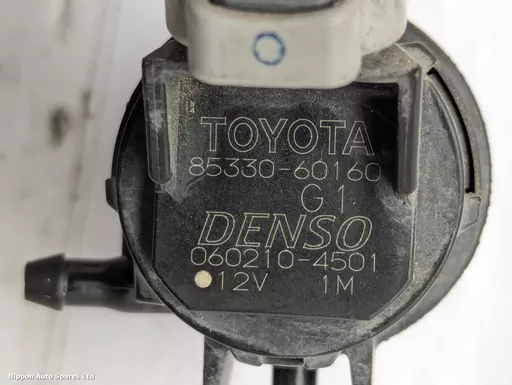 TOYOTA
85330-60160
G1
DENSO
060210-4501
12V 1M
Nippon Auto Spares Ltd